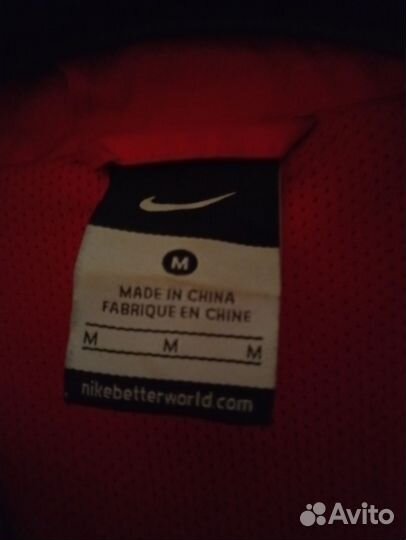 M
MADE IN CHINA
FABRIQUE EN CHINE
M M M
nikebetterworld.com
Avito